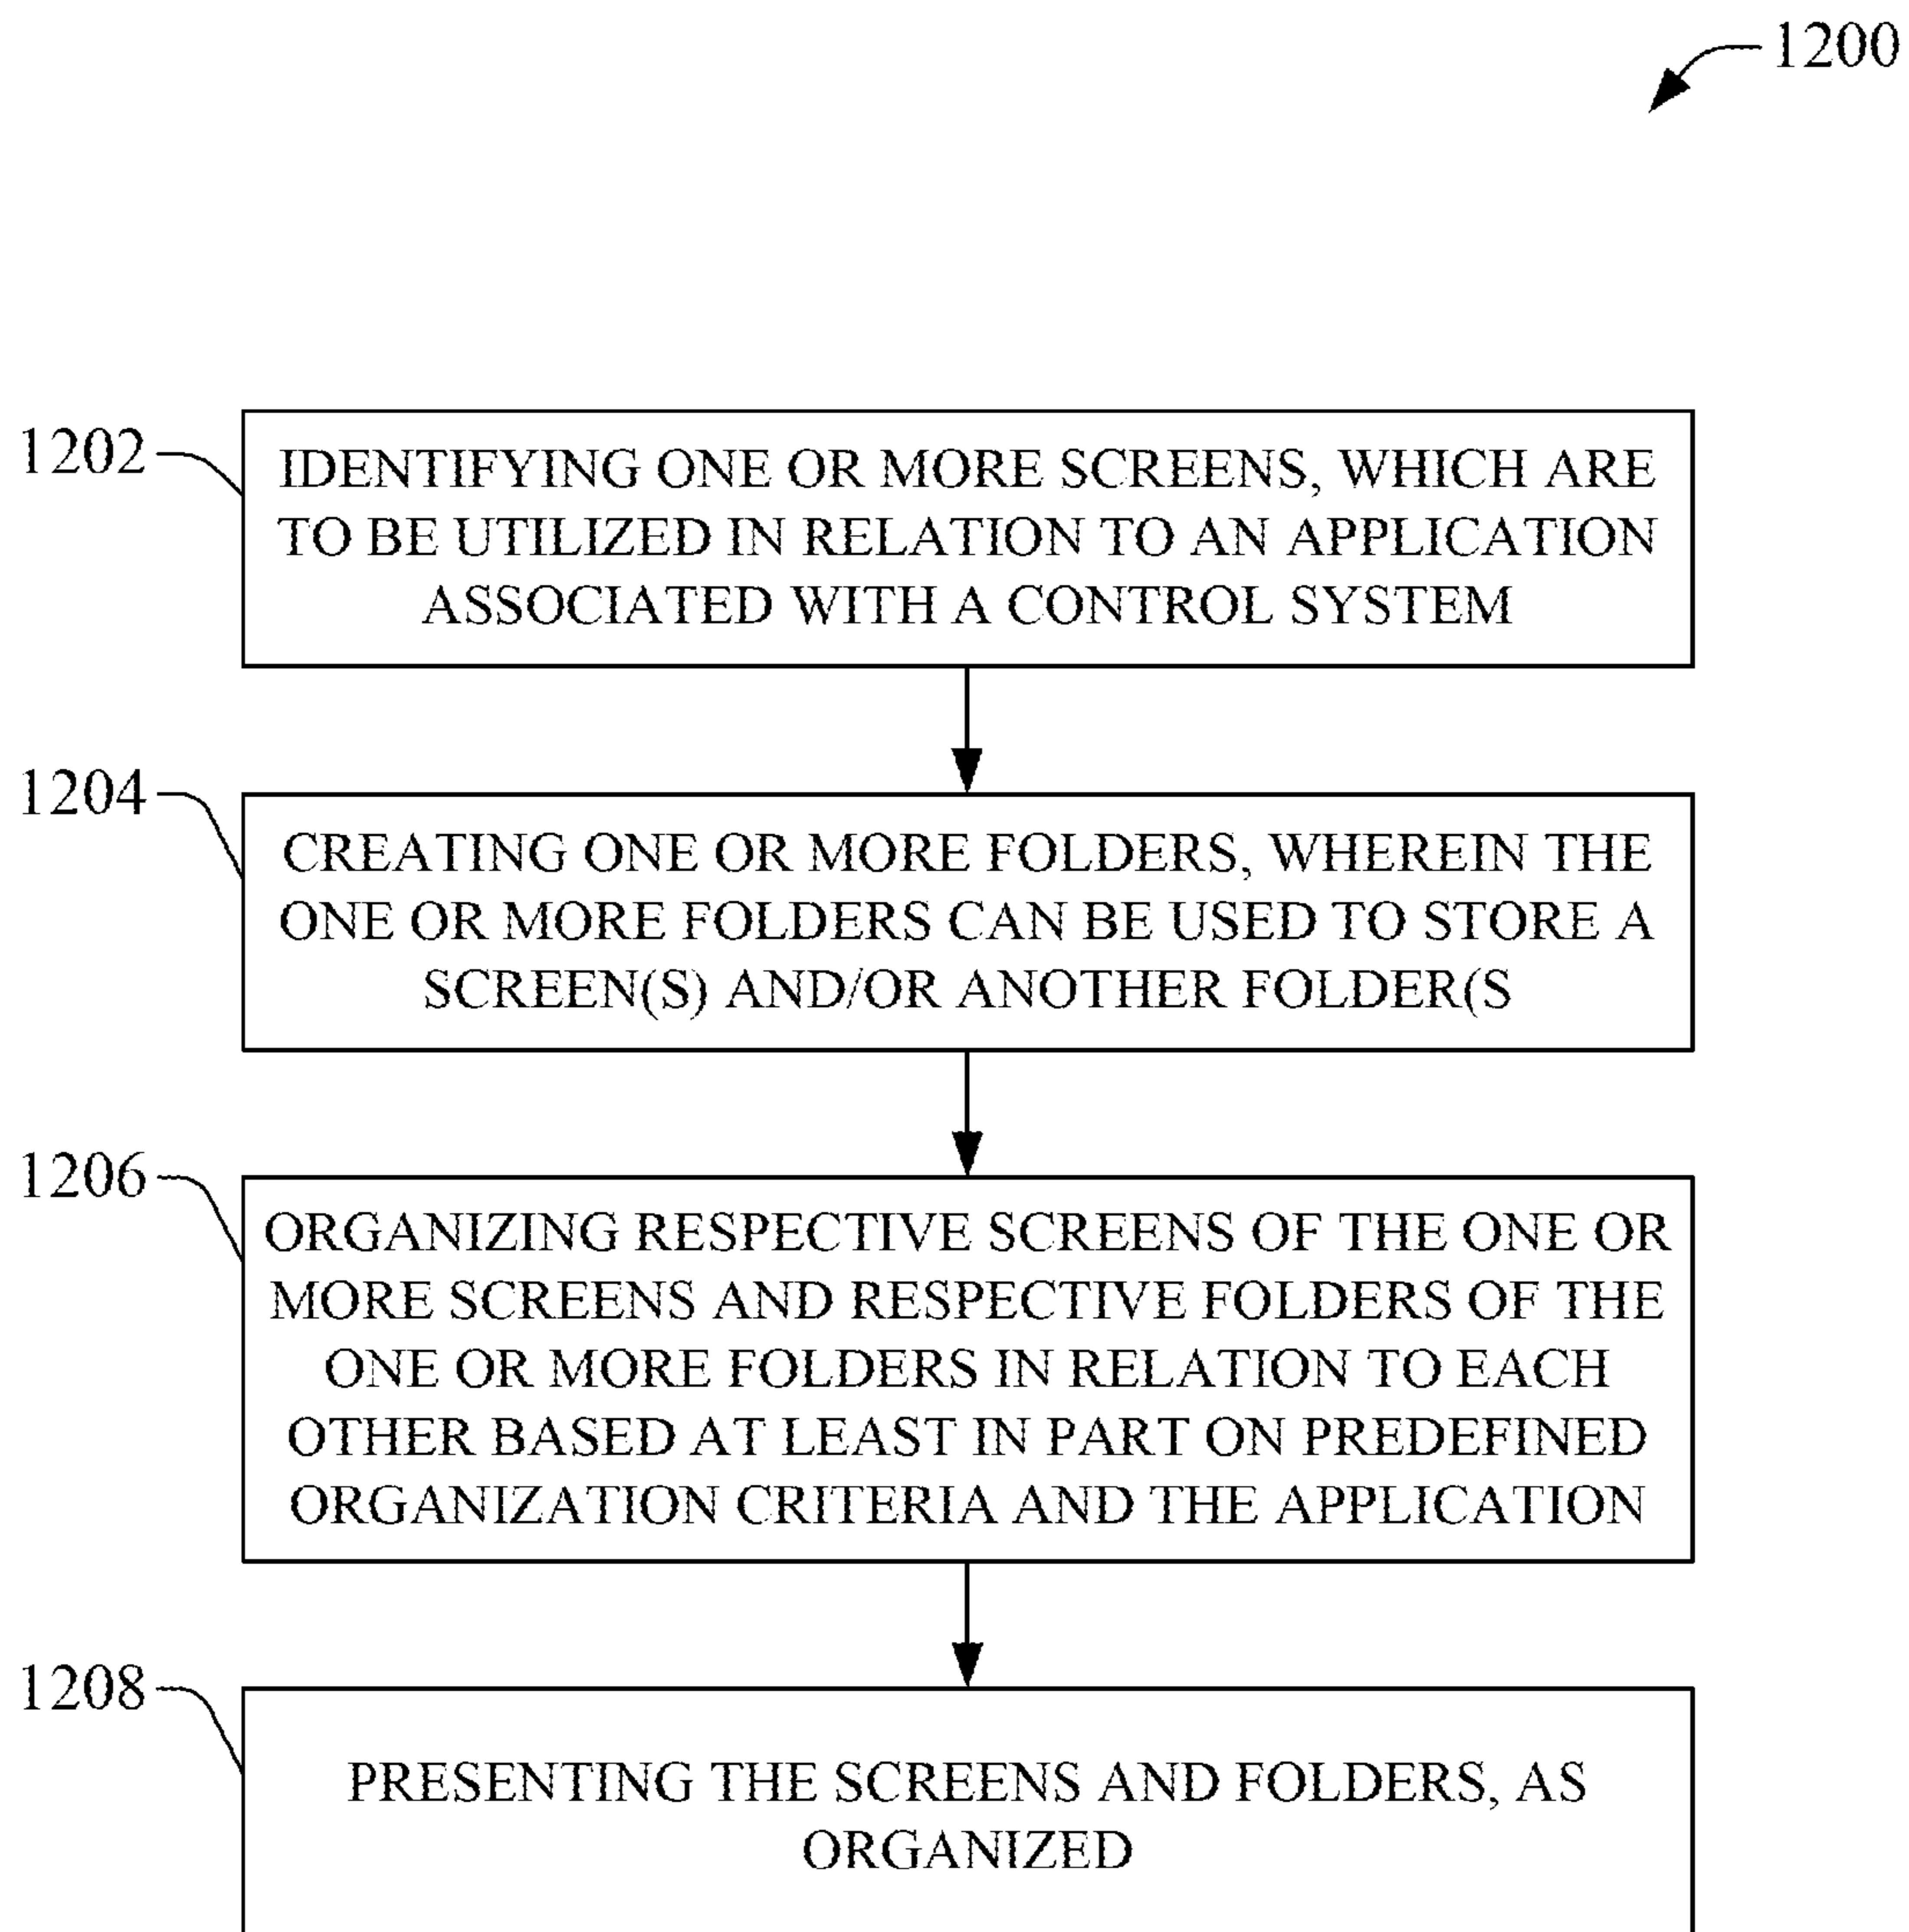 1200
1202
IDENTIFYING ONE OR MORE SCREENS, WHICH ARE
TO BE UTILIZED IN RELATION TO AN APPLICATION
ASSOCIATED WITH A CONTROL SYSTEM
1204
CREATING ONE OR MORE FOLDERS, WHEREIN THE
ONE OR MORE FOLDERS CAN BE USED TO STORE A
SCREEN(S) AND/OR ANOTHER FOLDER(S
1206
ORGANIZING RESPECTIVE SCREENS OF THE ONE OR
MORE SCREENS AND RESPECTIVE FOLDERS OF THE
ONE OR MORE FOLDERS IN RELATION TO EACH
OTHER BASED AT LEAST IN PART ON PREDEFINED
ORGANIZATION CRITERIA AND THE APPLICATION
1208
PRESENTING THE SCREENS AND FOLDERS, AS
ORGANIZED